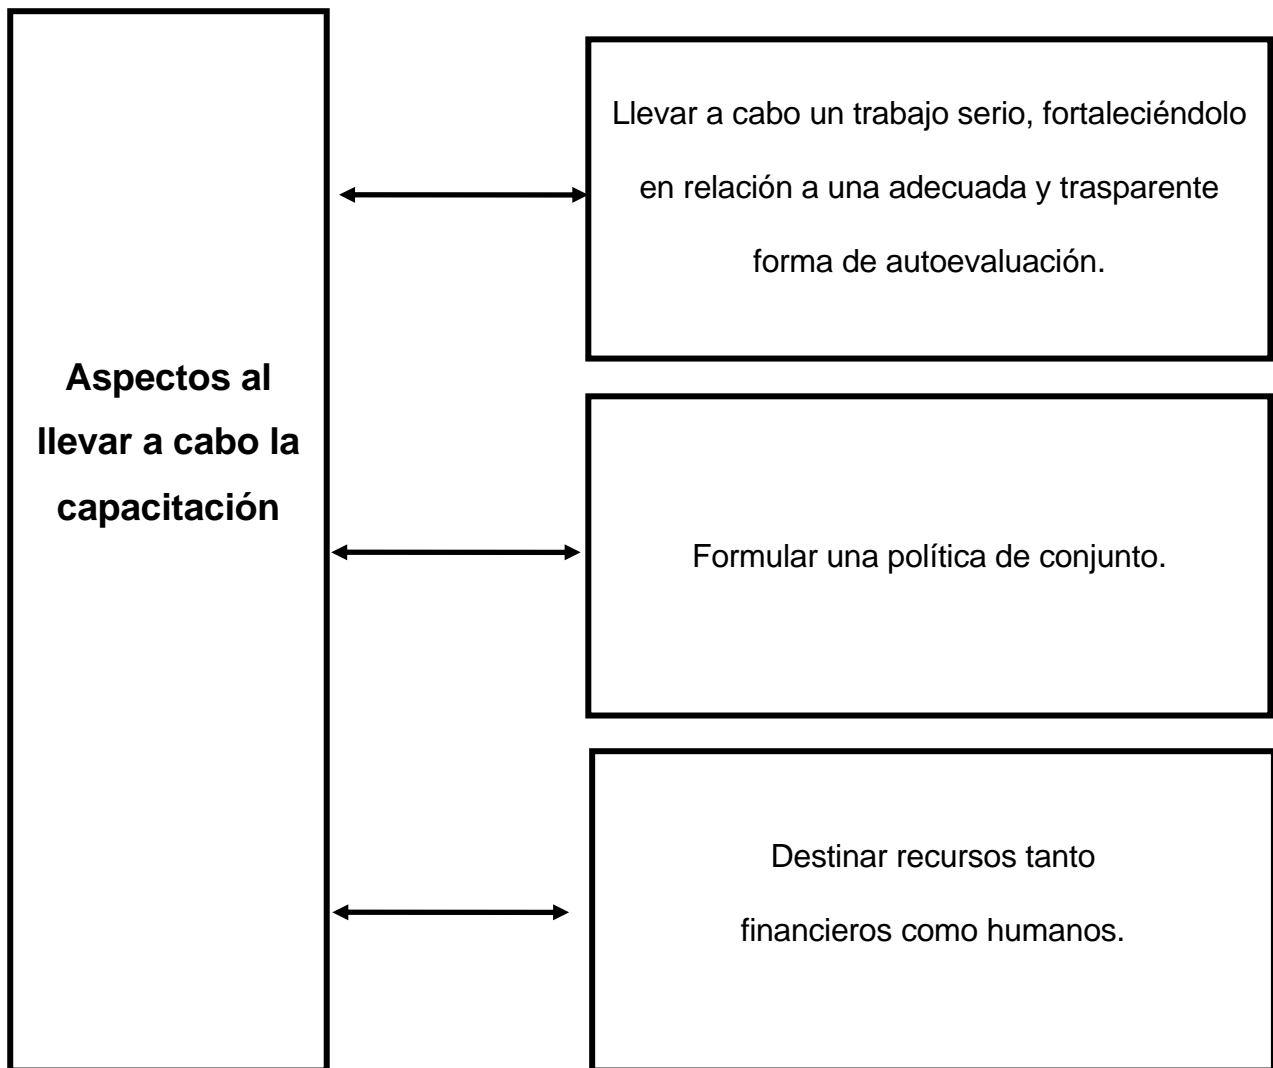 Aspectos al
llevar a cabo la
capacitación
Llevar a cabo un trabajo serio, fortaleciéndolo
en relación a una adecuada y trasparente
forma de autoevaluación.
Formular una política de conjunto.
Destinar recursos tanto
financieros como humanos.